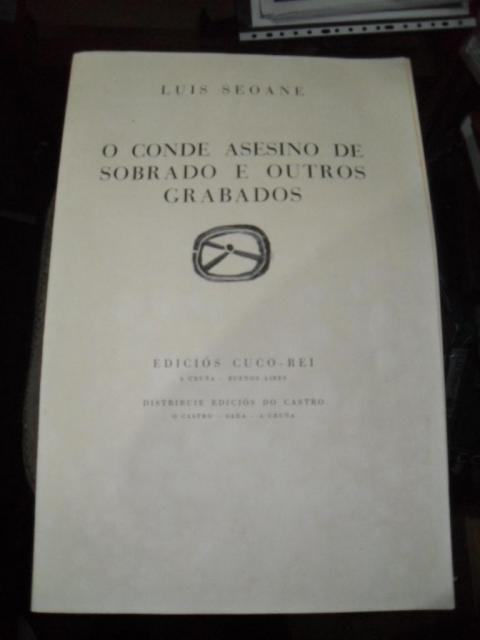 LUIS SEOANE
O CONDE ASESINO DE
SOBRADO E OUTROS
GRABADOS
EDICIÓS CUCO-REI
A CRUÑA - BUENOS AIRES
DISTRIBUIE EDICIÓS DO CASTRO
O CASTRO - SADA - A CRUÑA